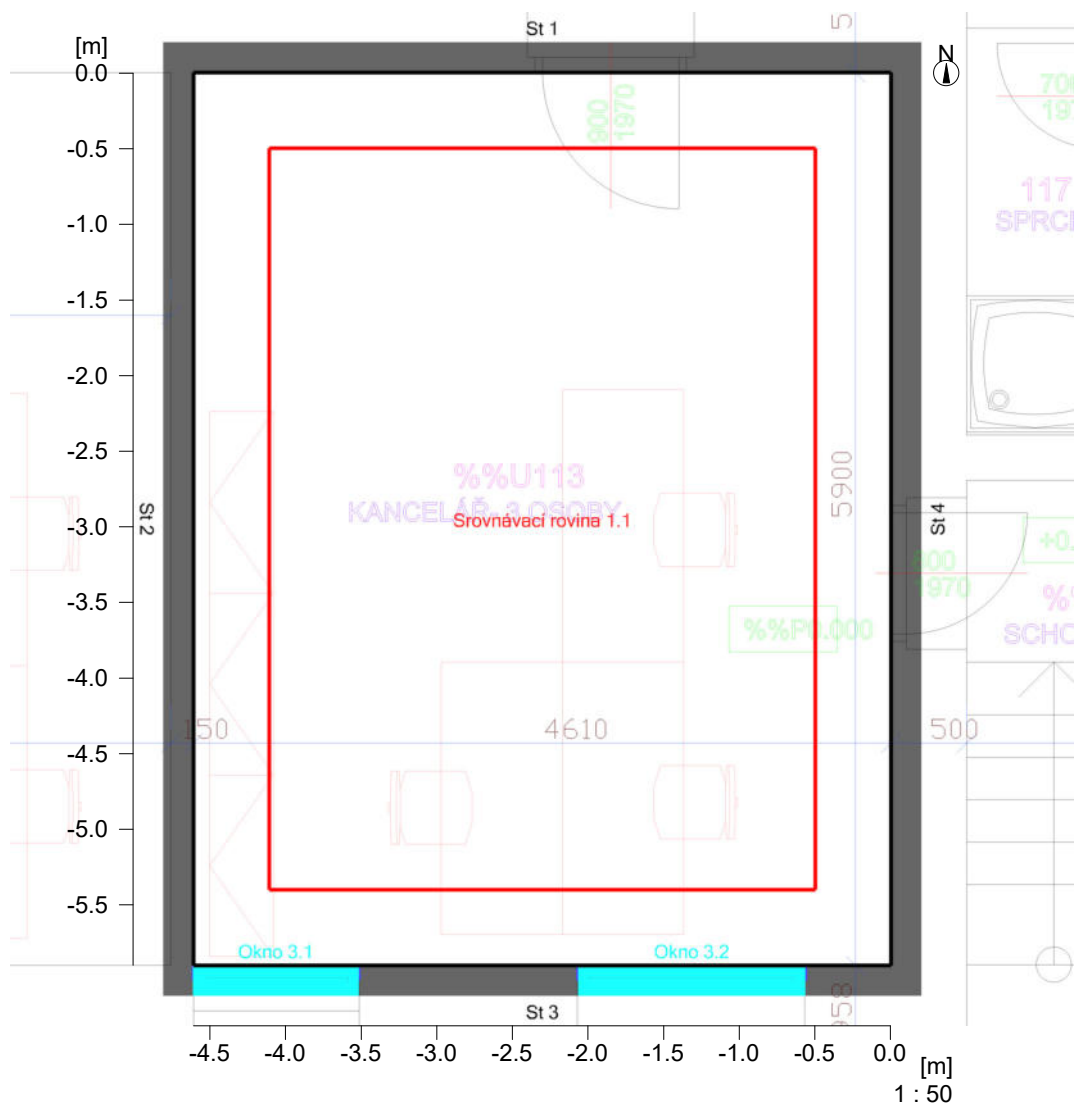 St 1
[m]
N
0.0
900
1970
-0.5
-1.0
-1.5
-2.0
-2.5
-3.0
-3.5
-4.0
-4.5
-5.0
-5.5
117
%%U113
KANCELÁŘ- 3 OSOBY
Srovnávací rovina 1.1
5900
St 2
St 4
800
1970
%%P0.000
150
4610
500
Okno 3.1
Okno 3.2
St 3
-4.5 -4.0 -3.5 -3.0 -2.5 -2.0 -1.5 -1.0 -0.5 0.0
[m]
1 : 50